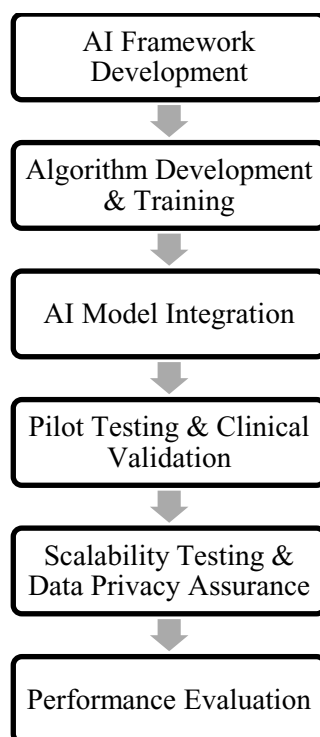 AI Framework
Development
Algorithm Development
& Training
AI Model Integration
Pilot Testing & Clinical
Validation
Scalability Testing &
Data Privacy Assurance
Performance Evaluation